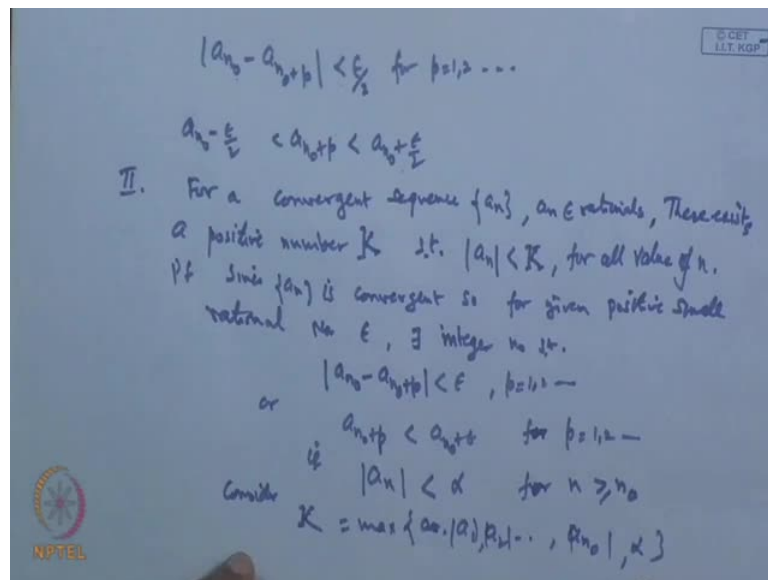 © CET
I.I.T. KGP
|a_{n_0} - a_{n_0+p}| < ε/2 for p=1,2 ....
a_{n_0} - ε/2 < a_{n_0+p} < a_{n_0} + ε/2
II. For a convergent sequence {a_n}, a_n ∈ rationals, There exists
a positive number K s.t. |a_n| < K, for all value of n.
Pf Since {a_n} is convergent so for given positive small
rational No ε, ∃ integer n_0 s.t.
|a_{n_0} - a_{n_0+p}| < ε, p=1,2 —
or a_{n_0+p} < a_{n_0} + ε for p=1,2 —
|a_n| < α for n ≥ n_0
Consider K = max { |a_1|, |a_2| .., |a_{n_0}|, α }
NPTEL